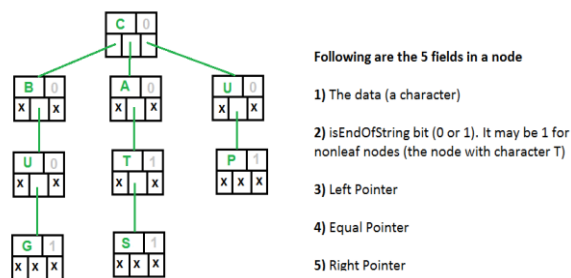 C 0
B 0 A 0 U 0
X X X X X X
U 0 T 1 P 1
X X X X X X X
G 1 S 1
X X X X X X
Following are the 5 fields in a node
1) The data (a character)
2) isEndOfString bit (0 or 1). It may be 1 for
nonleaf nodes (the node with character T)
3) Left Pointer
4) Equal Pointer
5) Right Pointer